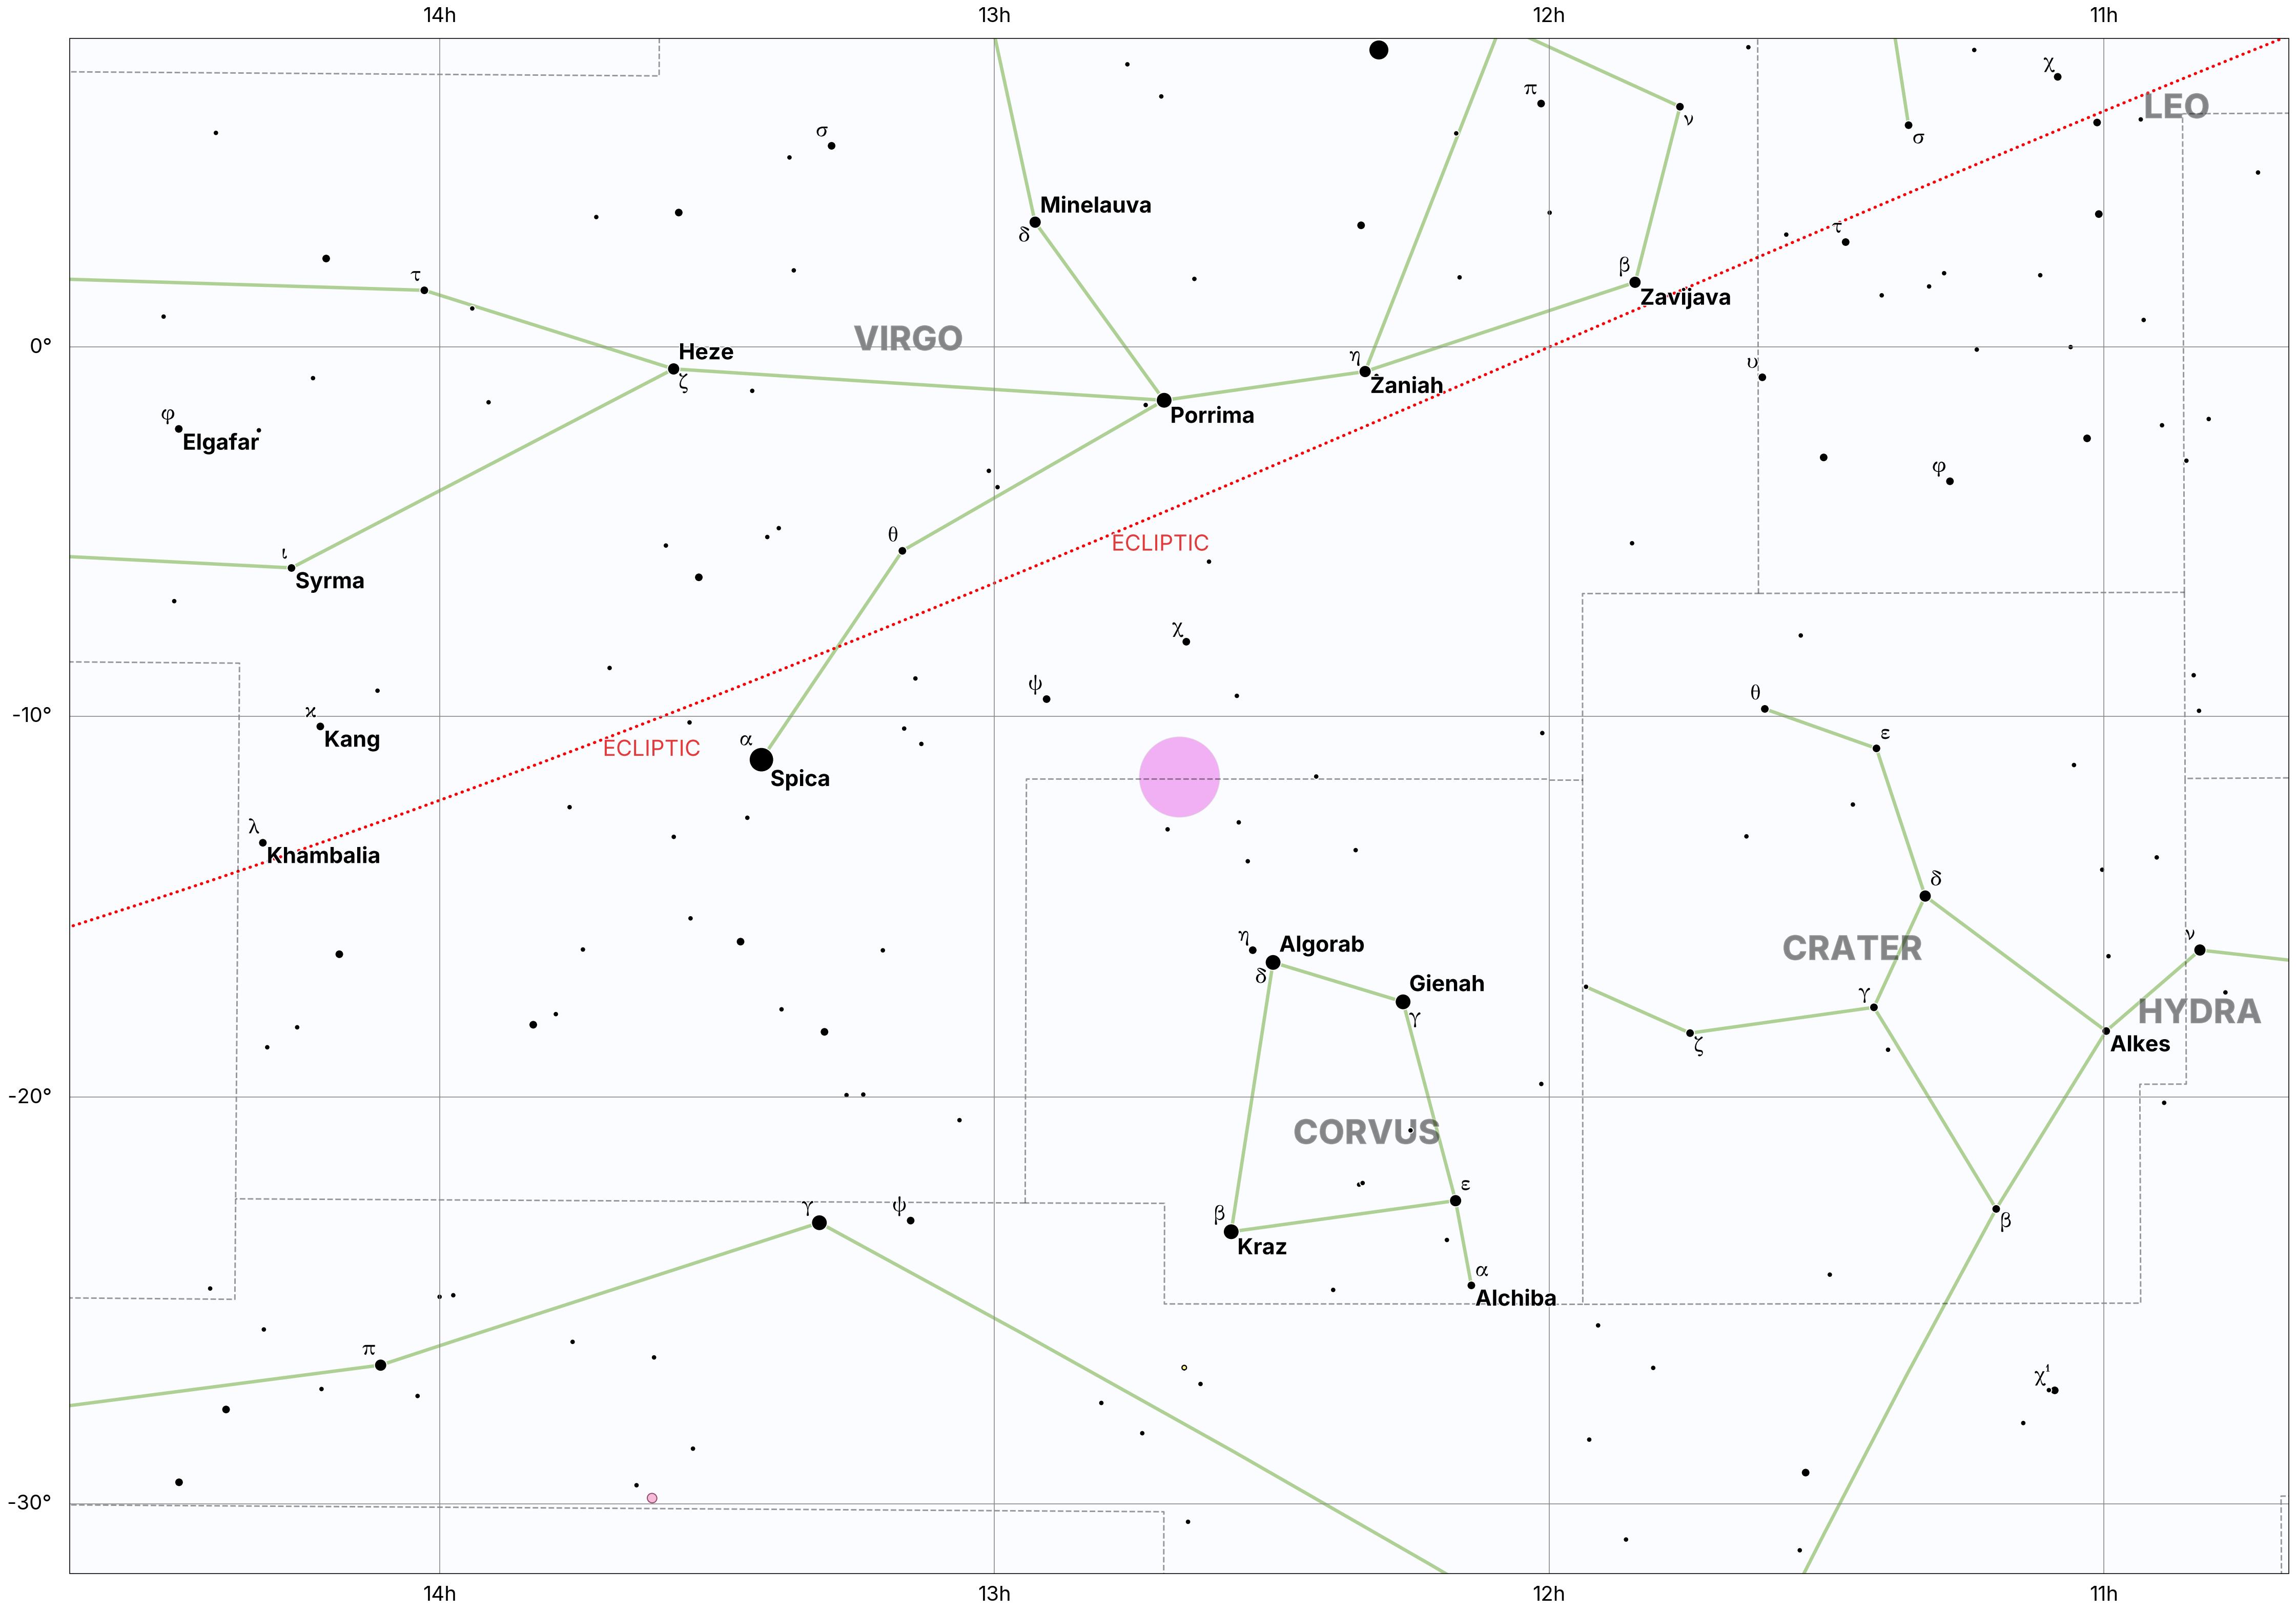 14h 13h 12h 11h
χ
LEO
π
ν
σ
σ
Minelauva
δ
τ
β
Zavijava
τ
0°
VIRGO
Heze
ζ
η
Zaniah
υ
φ
Elgafar
Porrima
φ
ECLIPTIC
θ
ι
Syrma
χ
ψ
θ
-10°
ϰ
Kang
ECLIPTIC
α
Spica
ε
λ
Khambalia
δ
η
Algorab
δ
CRATER
ν
Gienah
γ
γ
HYDRA
ζ
Alkes
-20°
CORVUS
γ
ψ
β
Kraz
ε
β
α
Alchiba
π
χ¹
-30°
14h 13h 12h 11h